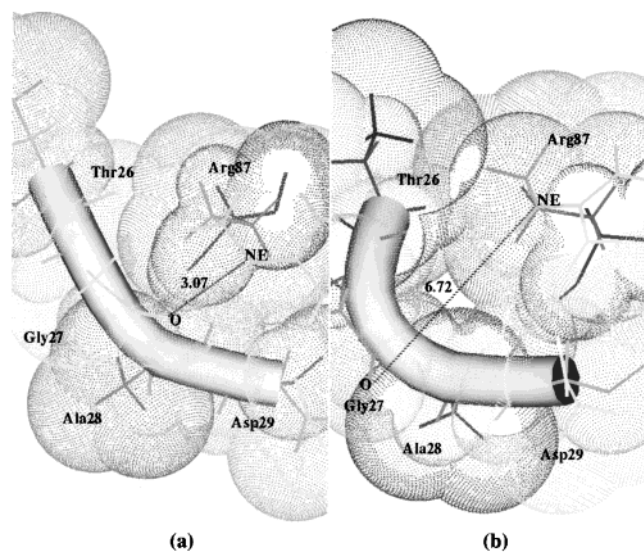 Thr26
Arg87
NE
3.07
O
Gly27
Ala28
Asp29
(a)
Arg87
Thr26
NE
6.72
O
Gly27
Ala28
Asp29
(b)